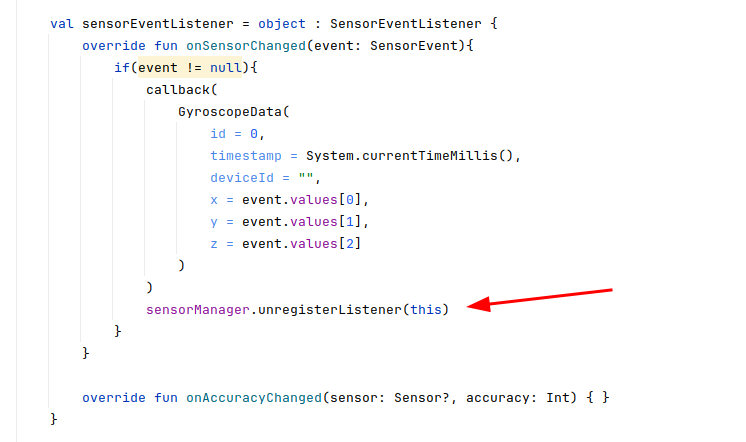 val sensorEventListener = object : SensorEventListener {
override fun onSensorChanged(event: SensorEvent){
if(event != null){
callback(
GyroscopeData(
id = 0,
timestamp = System.currentTimeMillis(),
deviceId = "",
x = event.values[0],
y = event.values[1],
z = event.values[2]
)
)
sensorManager.unregisterListener(this)
}
}
override fun onAccuracyChanged(sensor: Sensor?, accuracy: Int) { }
}